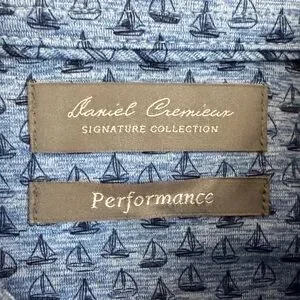 Daniel Cremieux
SIGNATURE COLLECTION
Performance